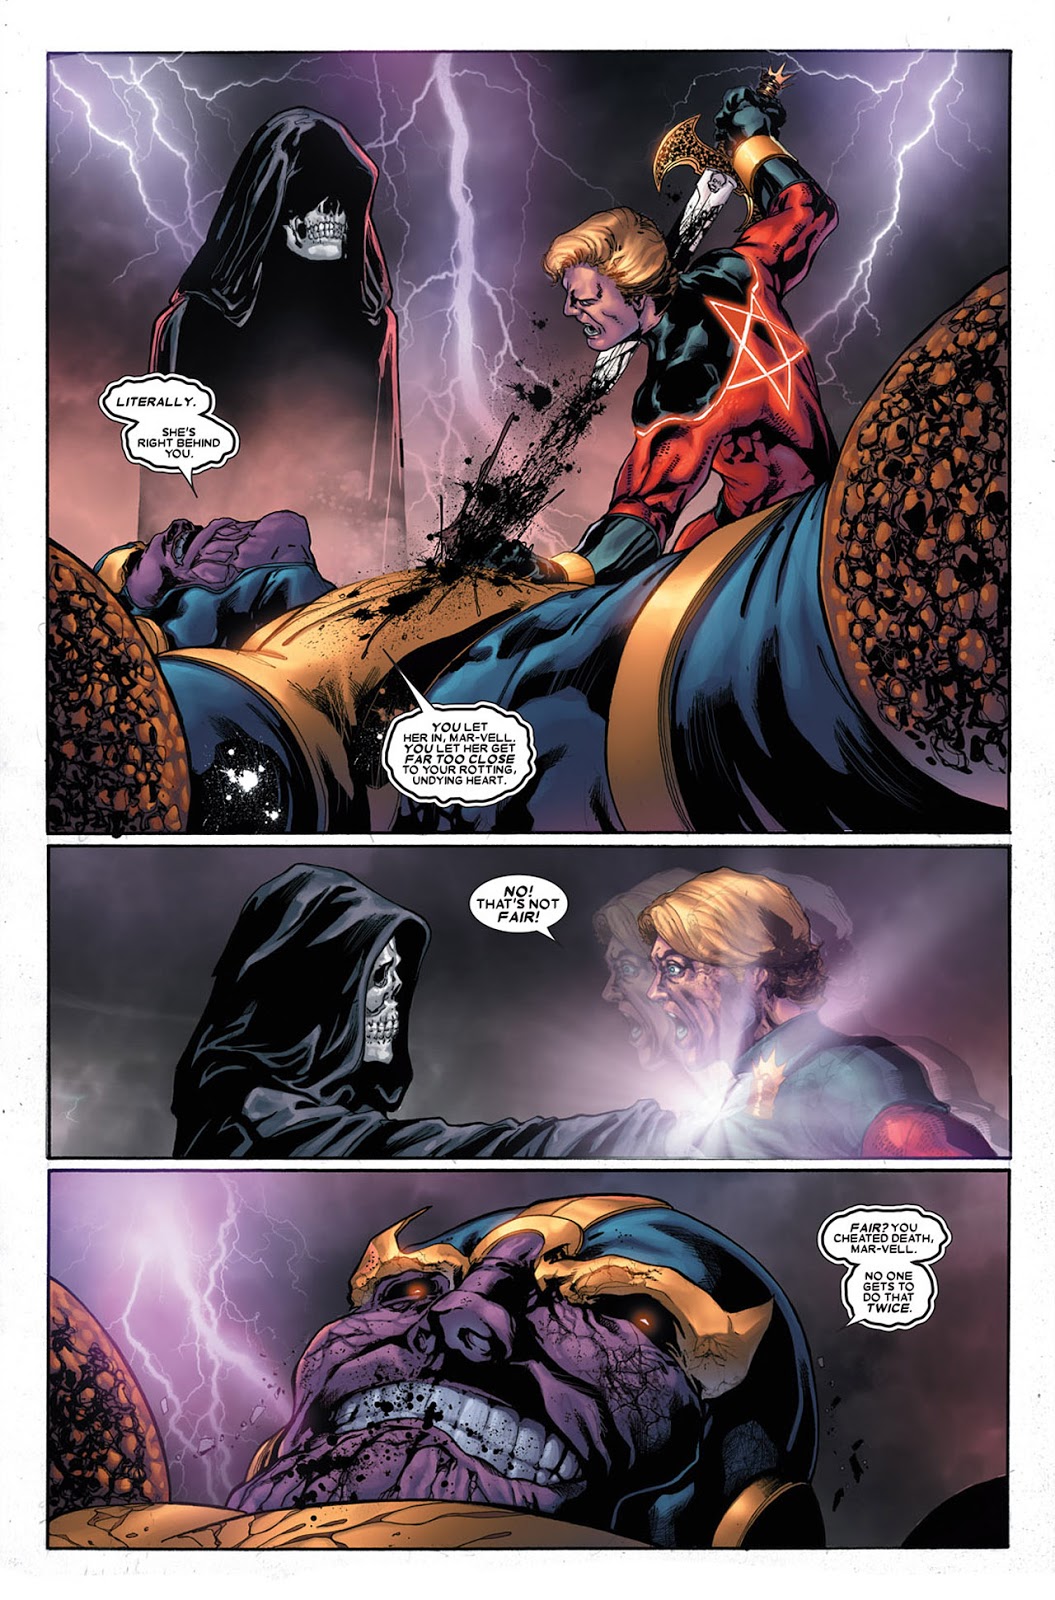 LITERALLY.
SHE'S
RIGHT BEHIND
YOU.
YOU LET
HER IN, MAR-VELL.
YOU LET HER GET
FAR TOO CLOSE
TO YOUR ROTTING,
UNDYING HEART.
NO!
THAT'S NOT
FAIR!
FAIR? YOU
CHEATED DEATH,
MAR-VELL.
NO ONE
GETS TO
DO THAT
TWICE.